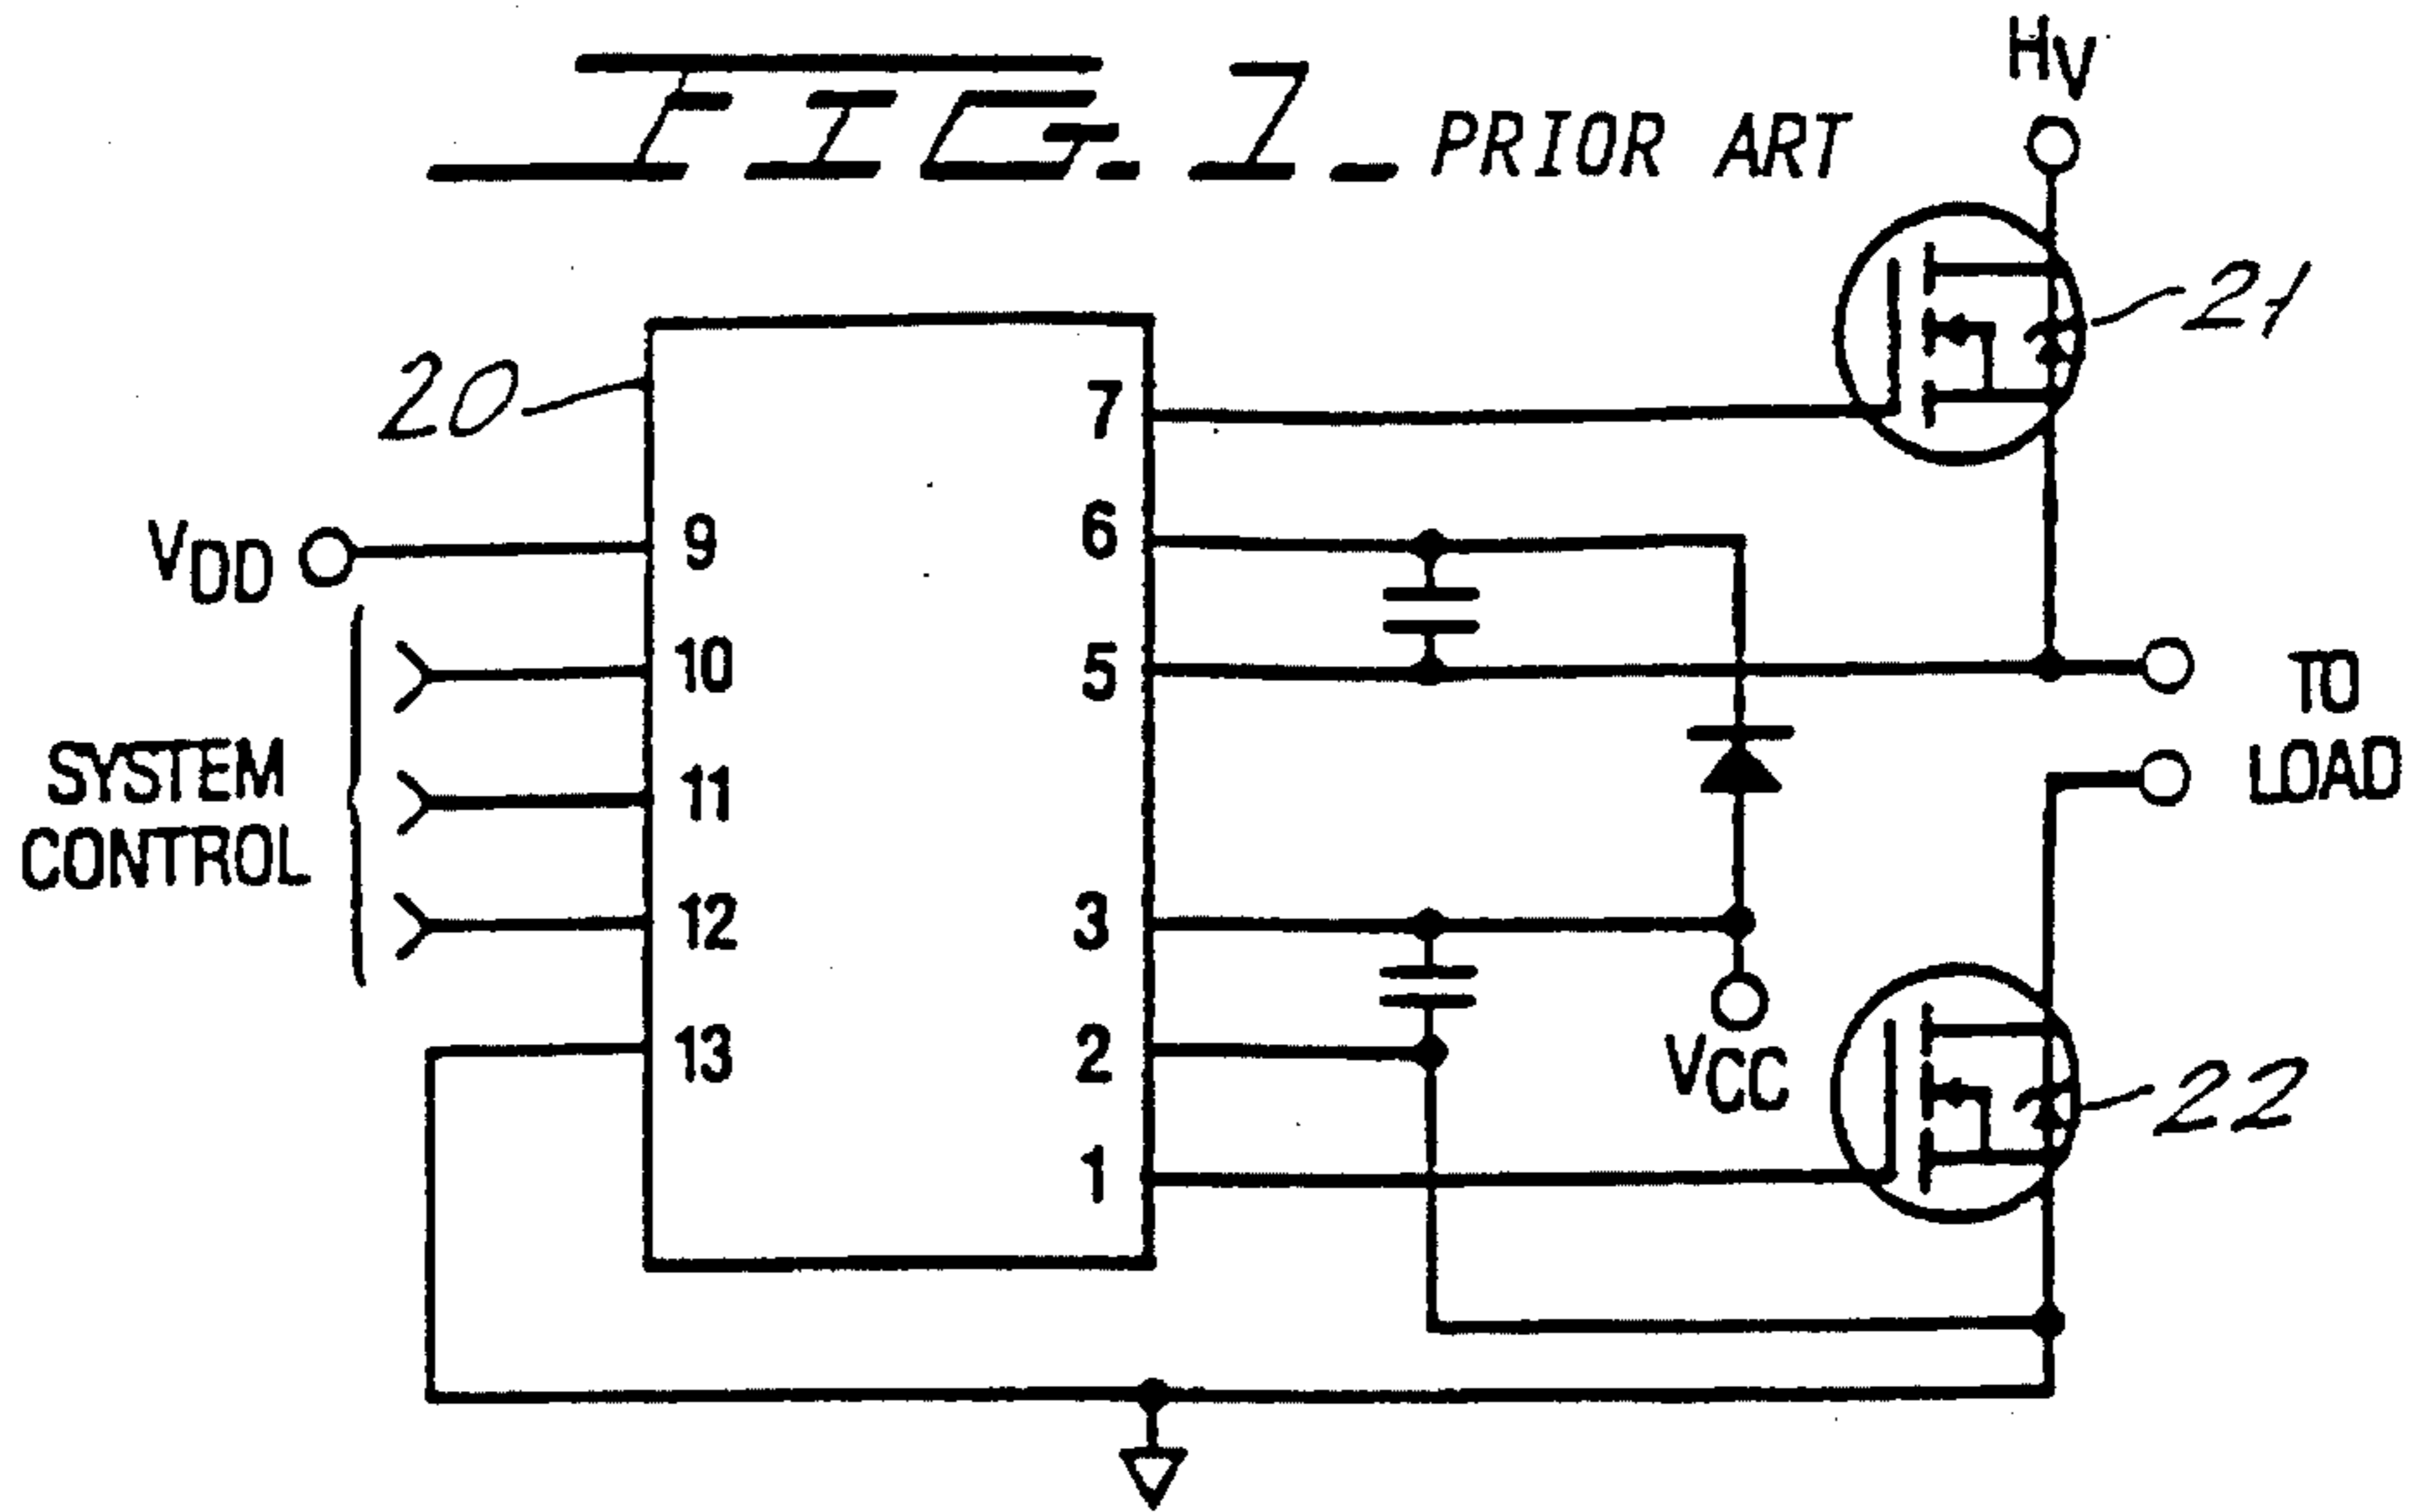 FIG. 1. PRIOR ART
HV
21
20
7
6
5
3
2
1
9
10
11
12
13
VDD
SYSTEM
CONTROL
TO
LOAD
VCC
22